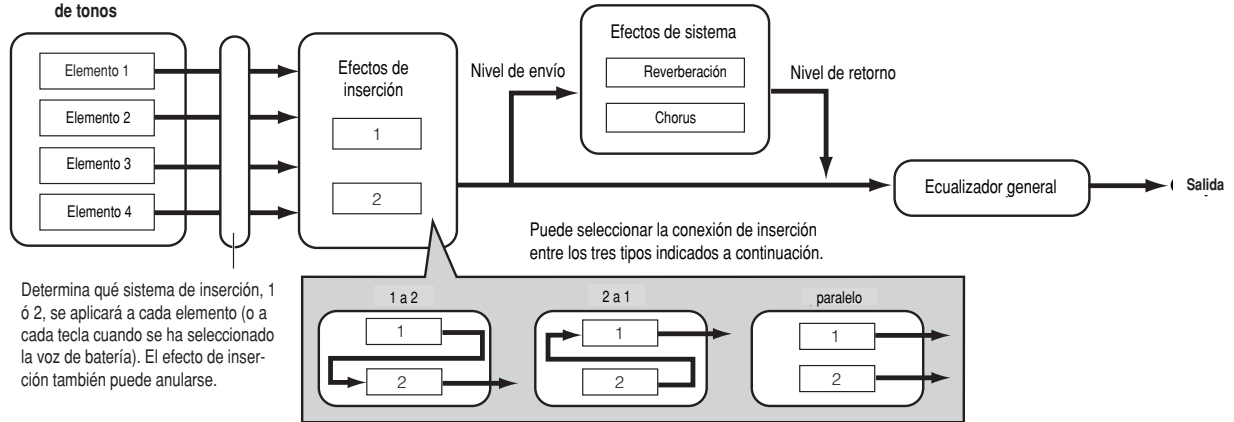 de tonos
Elemento 1
Elemento 2
Elemento 3
Elemento 4
Efectos de
inserción
1
2
Nivel de envío
Efectos de sistema
Reverberación
Chorus
Nivel de retorno
Ecualizador general
Salida
Puede seleccionar la conexión de inserción
entre los tres tipos indicados a continuación.
Determina qué sistema de inserción, 1
ó 2, se aplicará a cada elemento (o a
cada tecla cuando se ha seleccionado
la voz de batería). El efecto de inser-
ción también puede anularse.
1 a 2
1
2
2 a 1
1
2
paralelo
1
2